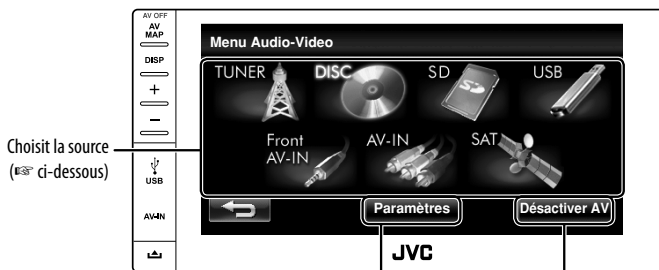 AV OFF
AV
MAP
DISP
+
−
USB
AV-IN
Choisit la source
(☞ ci-dessous)
Menu Audio-Video
TUNER
DISC
SD
USB
Front
AV-IN
AV-IN
SAT
Paramètres
Désactiver AV
JVC